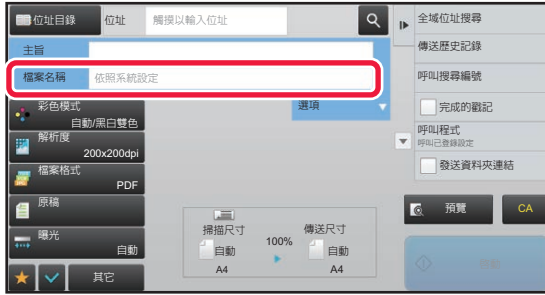 位址目錄
位址
觸摸以輸入位址
主旨
檔案名稱
依照系統設定
彩色模式
自動/黑白雙色
解析度
200x200dpi
檔案格式
PDF
原稿
曝光
自動
其它
選項
掃描尺寸
自動
A4
100%
傳送尺寸
自動
A4
全域位址搜尋
傳送歷史記錄
呼叫搜尋編號
完成的戳記
呼叫程式
呼叫已登錄設定
發送資料夾連結
預覽
CA